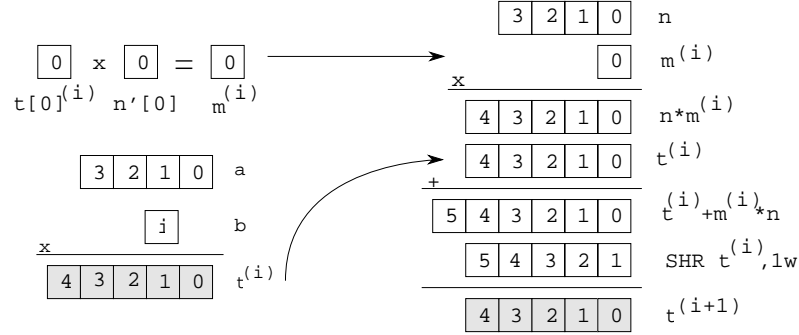 0 x 0 = 0
t[0]^(i) n'[0] m^(i)
3 2 1 0 a
i b
x
4 3 2 1 0 t^(i)
3 2 1 0 n
0 m^(i)
x
4 3 2 1 0 n*m^(i)
4 3 2 1 0 t^(i)
+
5 4 3 2 1 0 t^(i)+m^(i)*n
5 4 3 2 1 SHR t^(i),1w
4 3 2 1 0 t^(i+1)